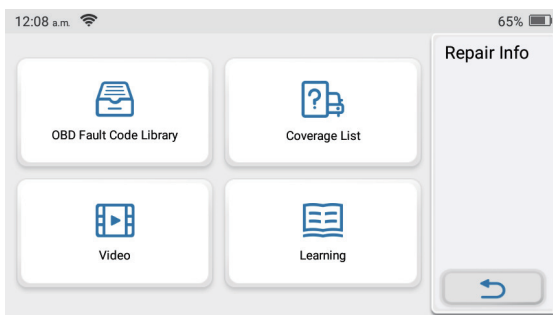 12:08 a.m.
65%
Repair Info
OBD Fault Code Library
Coverage List
Video
Learning